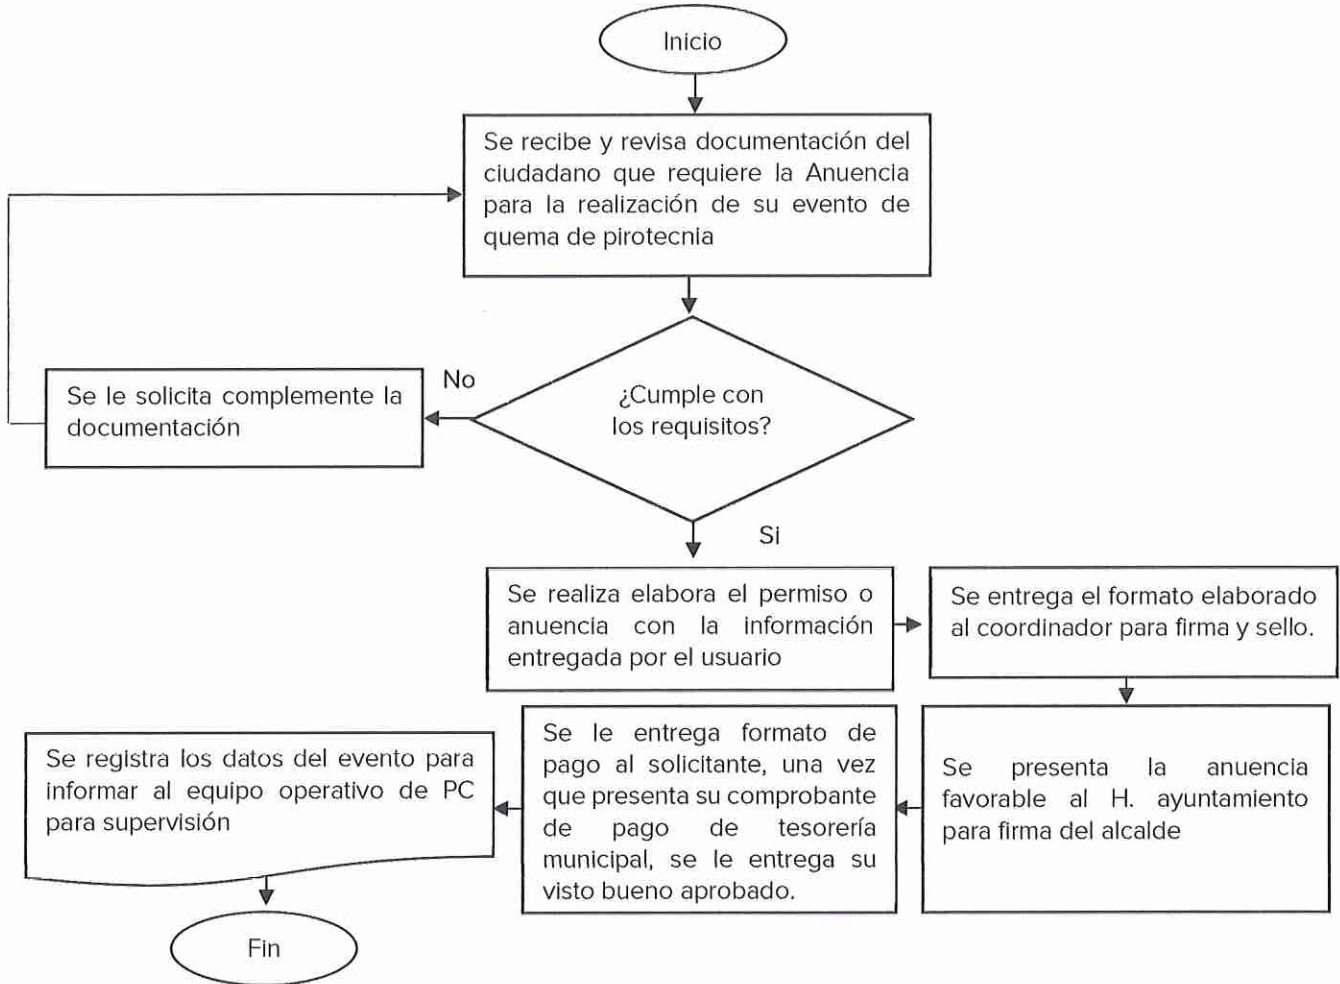 Inicio
Se recibe y revisa documentación del
ciudadano que requiere la Anuencia
para la realización de su evento de
quema de pirotecnia
¿Cumple con
los requisitos?
No
Se le solicita complemente la
documentación
Si
Se realiza elabora el permiso o
anuencia con la información
entregada por el usuario
Se entrega el formato elaborado
al coordinador para firma y sello.
Se presenta la anuencia
favorable al H. ayuntamiento
para firma del alcalde
Se le entrega formato de
pago al solicitante, una vez
que presenta su comprobante
de pago de tesorería
municipal, se le entrega su
visto bueno aprobado.
Se registra los datos del evento para
informar al equipo operativo de PC
para supervisión
Fin